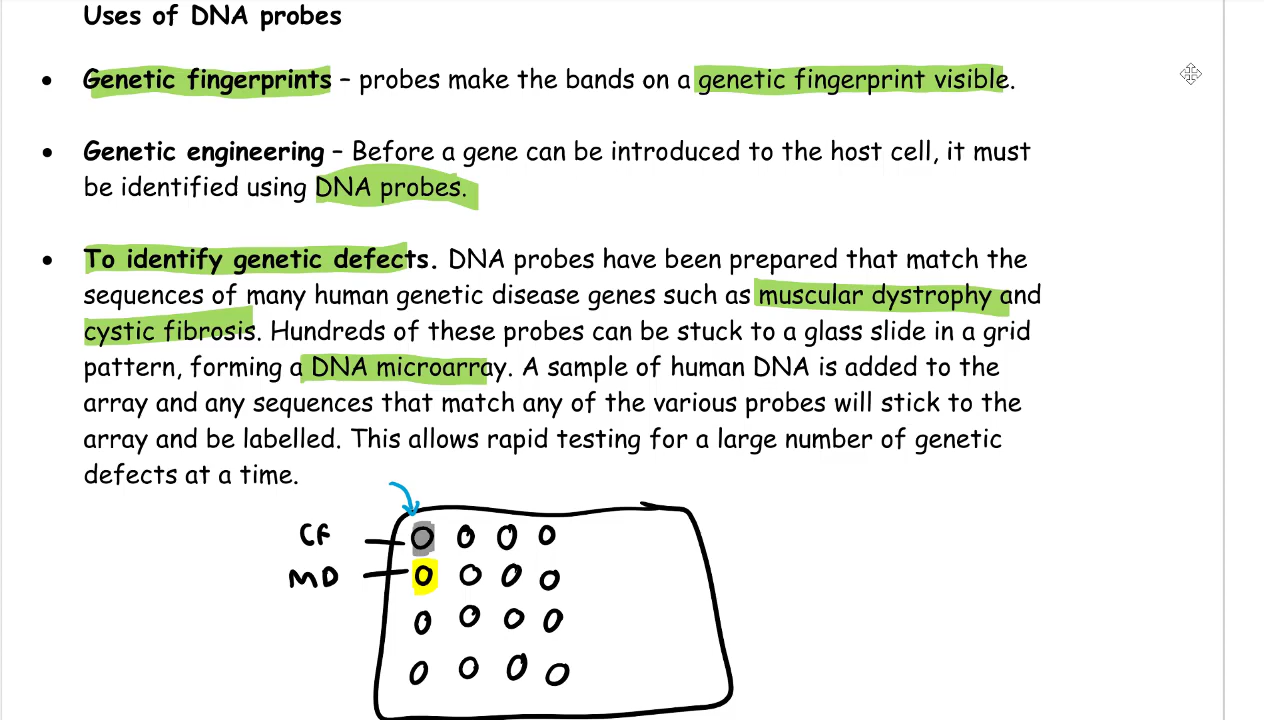 Uses of DNA probes
• Genetic fingerprints – probes make the bands on a genetic fingerprint visible.
• Genetic engineering – Before a gene can be introduced to the host cell, it must
be identified using DNA probes.
• To identify genetic defects. DNA probes have been prepared that match the
sequences of many human genetic disease genes such as muscular dystrophy and
cystic fibrosis. Hundreds of these probes can be stuck to a glass slide in a grid
pattern, forming a DNA microarray. A sample of human DNA is added to the
array and any sequences that match any of the various probes will stick to the
array and be labelled. This allows rapid testing for a large number of genetic
defects at a time.
CF
MD